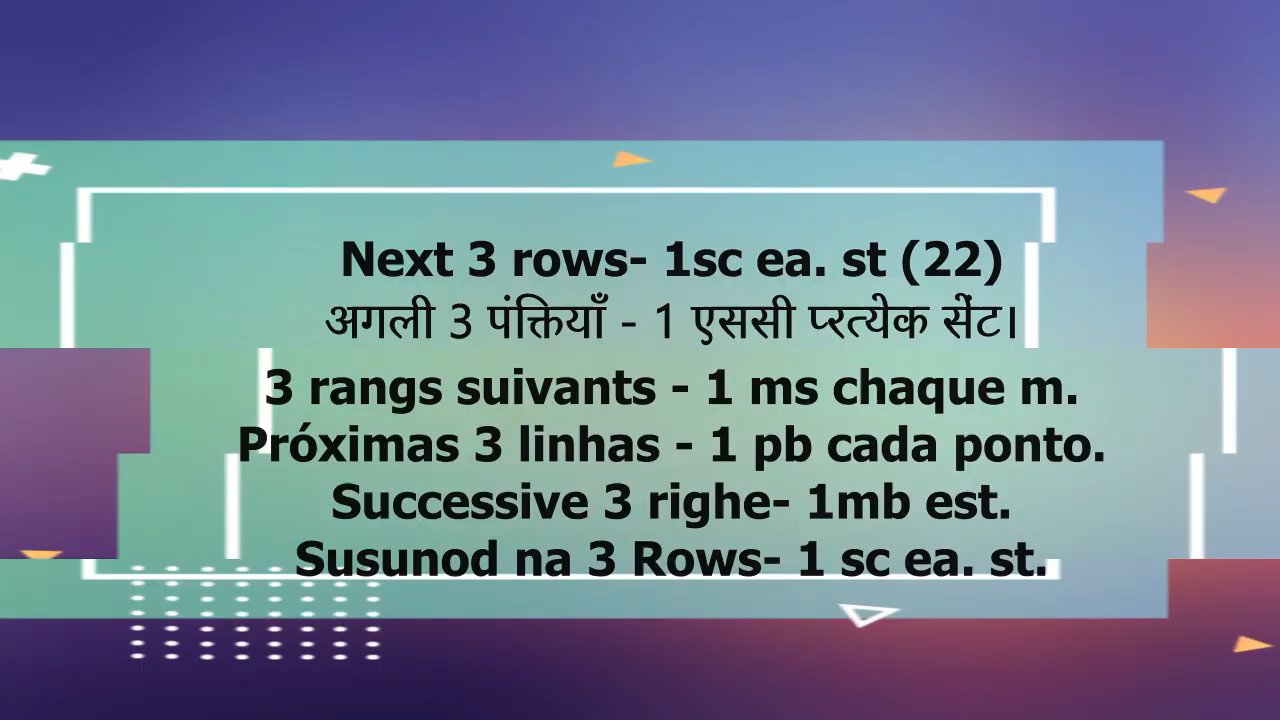 Next 3 rows- 1sc ea. st (22)
अगली 3 पंक्तियाँ - 1 एससी प्रत्येक सेंट।
3 rangs suivants - 1 ms chaque m.
Próximas 3 linhas - 1 pb cada ponto.
Successive 3 righe- 1mb est.
Susunod na 3 Rows- 1 sc ea. st.